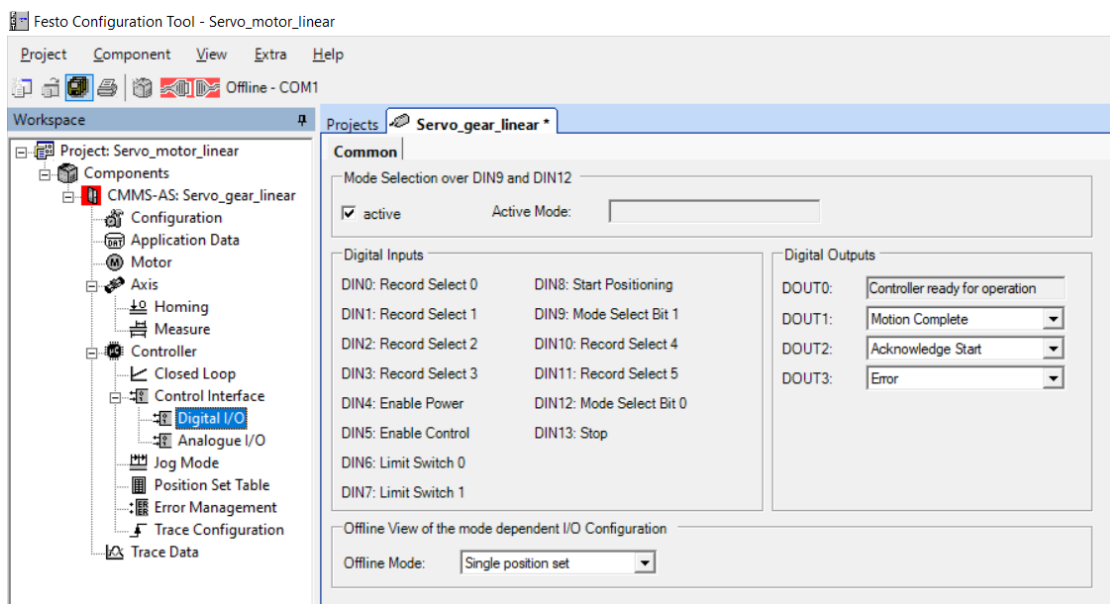 Festo Configuration Tool - Servo_motor_linear
Project Component View Extra Help
Offline - COM1
Workspace
Project: Servo_motor_linear
Components
CMMS-AS: Servo_gear_linear
Configuration
Application Data
Motor
Axis
Homing
Measure
Controller
Closed Loop
Control Interface
Digital I/O
Analogue I/O
Jog Mode
Position Set Table
Error Management
Trace Configuration
Trace Data
Projects Servo_gear_linear *
Common
Mode Selection over DIN9 and DIN12
active Active Mode:
Digital Inputs
DIN0: Record Select 0 DIN8: Start Positioning
DIN1: Record Select 1 DIN9: Mode Select Bit 1
DIN2: Record Select 2 DIN10: Record Select 4
DIN3: Record Select 3 DIN11: Record Select 5
DIN4: Enable Power DIN12: Mode Select Bit 0
DIN5: Enable Control DIN13: Stop
DIN6: Limit Switch 0
DIN7: Limit Switch 1
Digital Outputs
DOUT0: Controller ready for operation
DOUT1: Motion Complete
DOUT2: Acknowledge Start
DOUT3: Error
Offline View of the mode dependent I/O Configuration
Offline Mode: Single position set